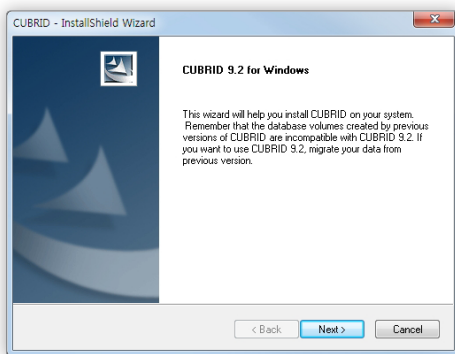 CUBRID - InstallShield Wizard
CUBRID 9.2 for Windows
This wizard will help you install CUBRID on your system.
Remember that the database volumes created by previous
versions of CUBRID are incompatible with CUBRID 9.2. If
you want to use CUBRID 9.2, migrate your data from
previous version.
< Back
Next >
Cancel